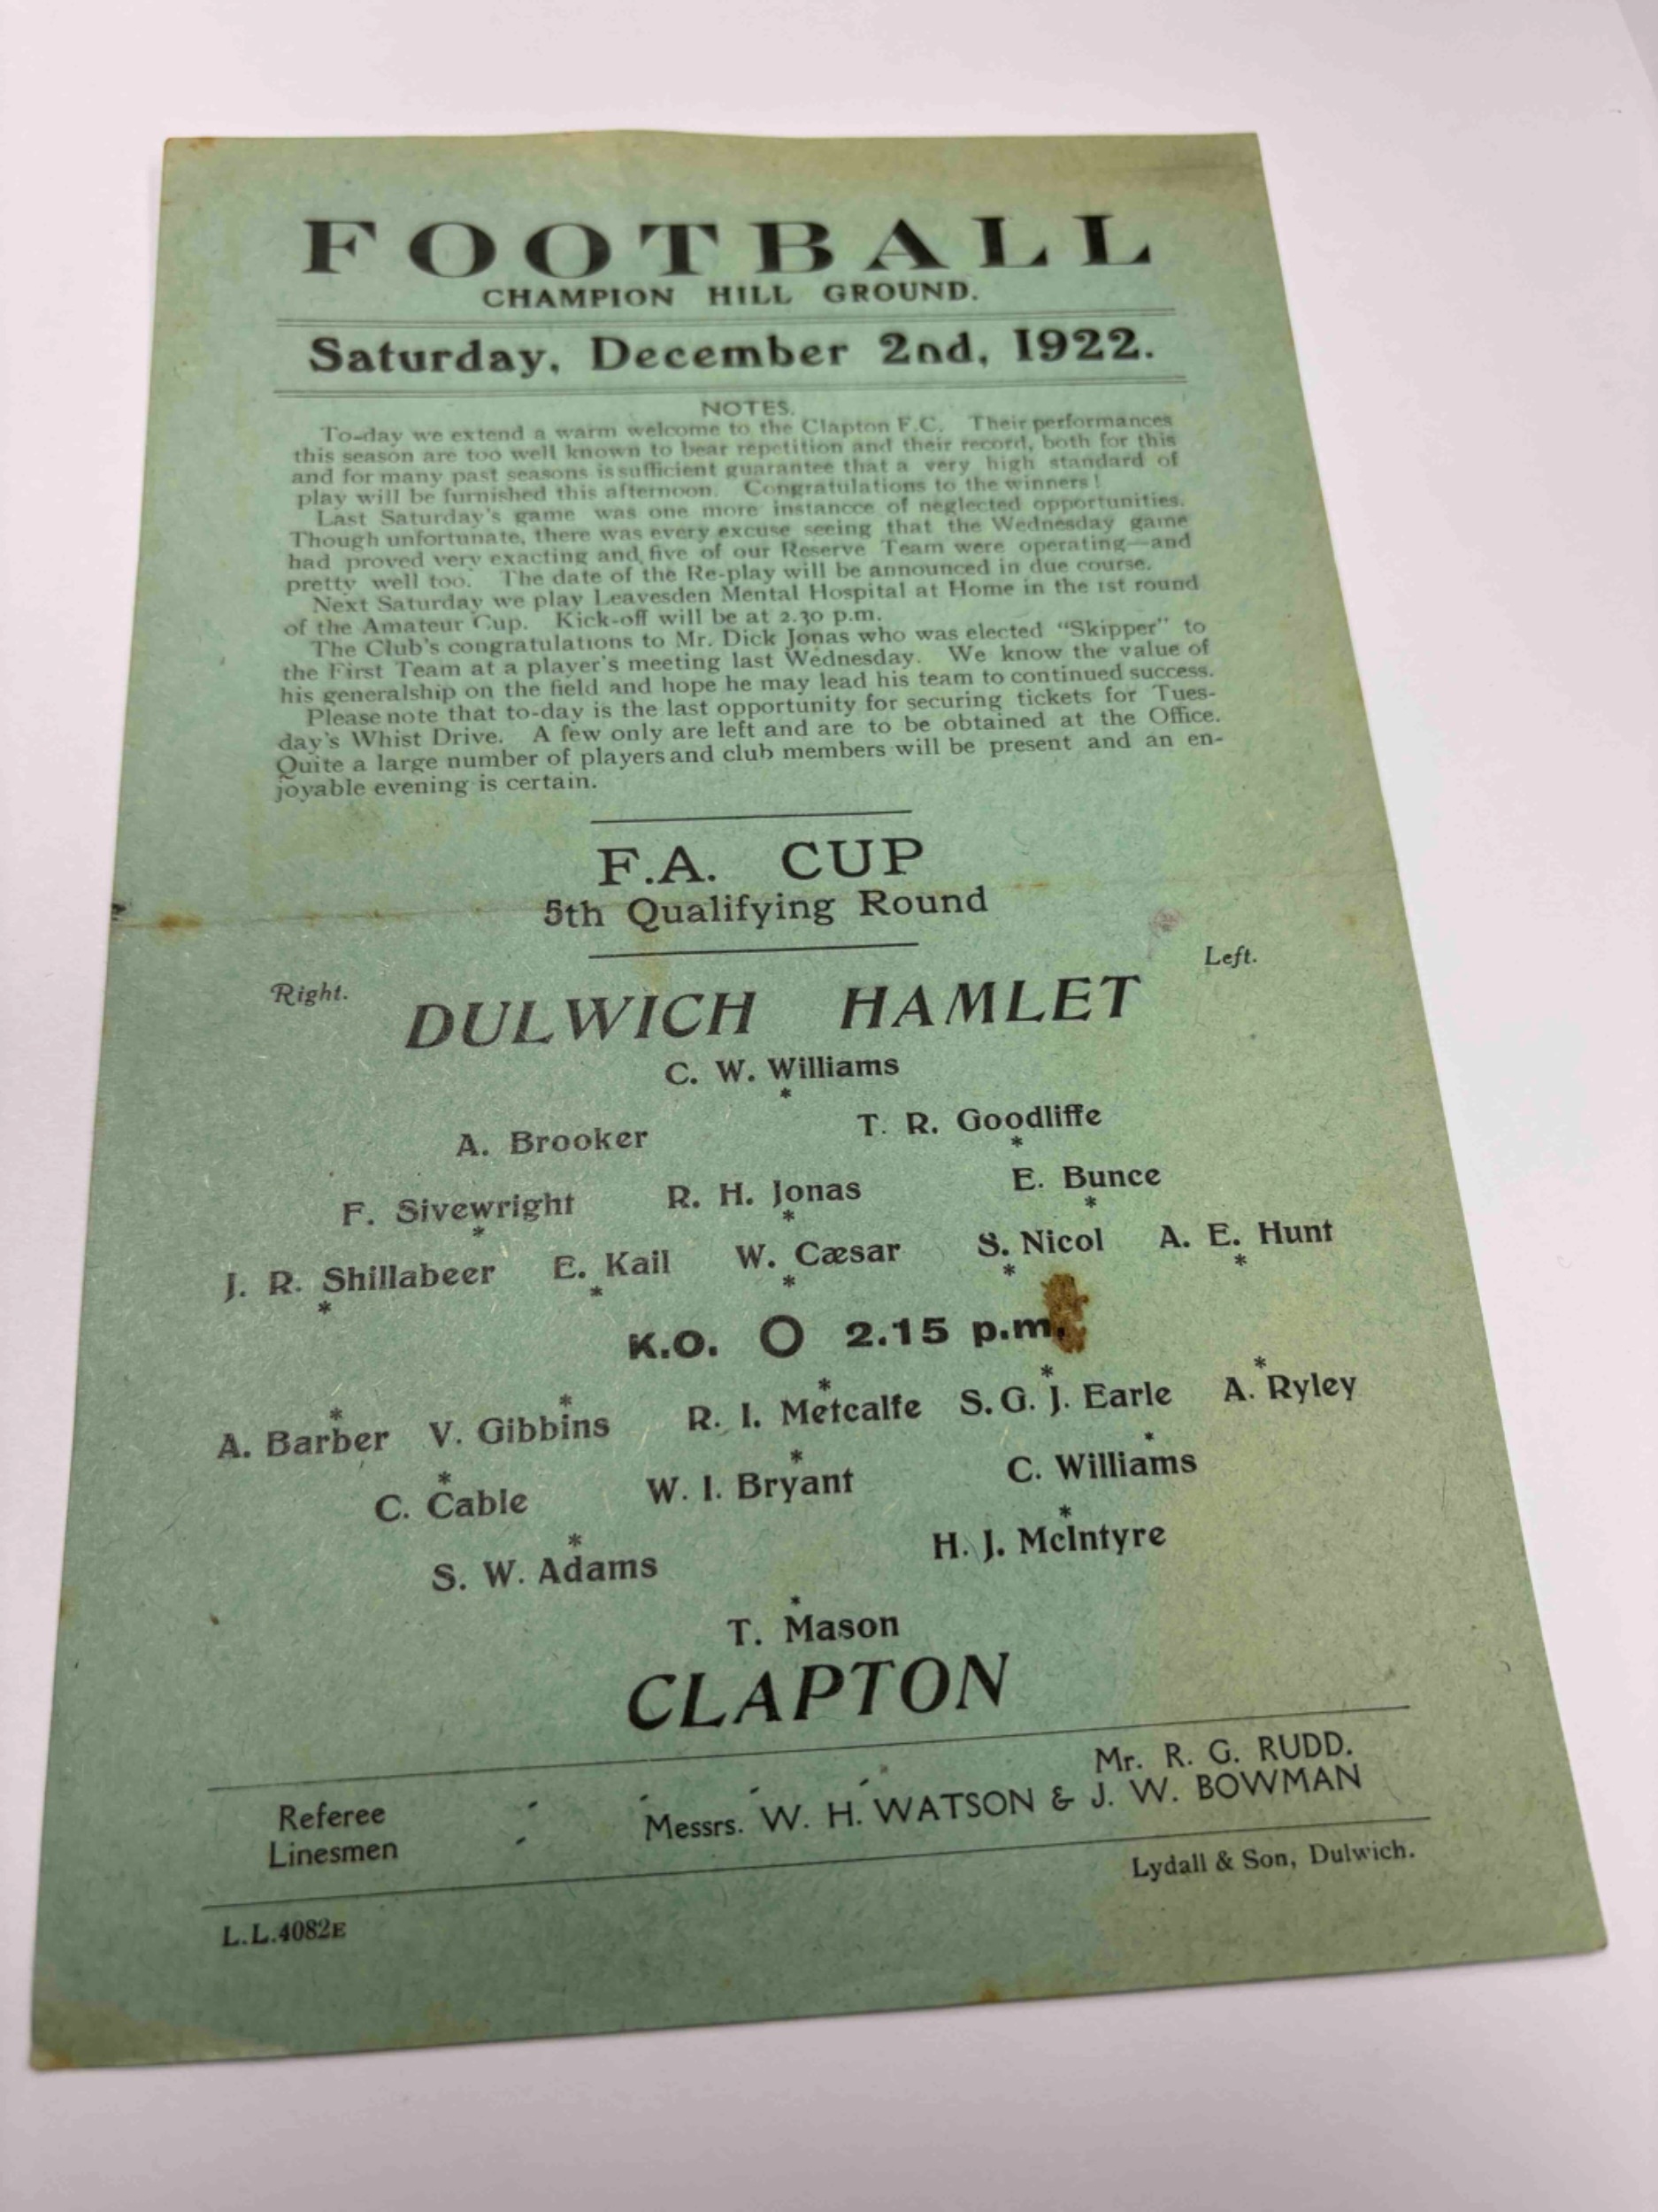 FOOTBALL
CHAMPION HILL GROUND.
Saturday, December 2nd, 1922.
NOTES.
To-day we extend a warm welcome to the Clapton F.C. Their performances
this season are too well known to bear repetition and their record, both for this
and for many past seasons is sufficient guarantee that a very high standard of
play will be furnished this afternoon. Congratulations to the winners!
Last Saturday's game was one more instancce of neglected opportunities.
Though unfortunate, there was every excuse seeing that the Wednesday game
had proved very exacting and five of our Reserve Team were operating—and
pretty well too. The date of the Re-play will be announced in due course.
Next Saturday we play Leavesden Mental Hospital at Home in the 1st round
of the Amateur Cup. Kick-off will be at 2.30 p.m.
The Club's congratulations to Mr. Dick Jonas who was elected "Skipper" to
the First Team at a player's meeting last Wednesday. We know the value of
his generalship on the field and hope he may lead his team to continued success.
Please note that to-day is the last opportunity for securing tickets for Tues-
day's Whist Drive. A few only are left and are to be obtained at the Office.
Quite a large number of players and club members will be present and an en-
joyable evening is certain.
F.A. CUP
5th Qualifying Round
Right. Left.
DULWICH HAMLET
C. W. Williams
*
A. Brooker T. R. Goodliffe
*
F. Sivewright R. H. Jonas E. Bunce
* * *
J. R. Shillabeer E. Kail W. Cæsar S. Nicol A. E. Hunt
* * * * *
K.O. O 2.15 p.m.
* * * * *
A. Barber V. Gibbins R. I. Metcalfe S. G. J. Earle A. Ryley
* * *
C. Cable W. I. Bryant C. Williams
* *
S. W. Adams H. J. McIntyre
*
T. Mason
CLAPTON
Referee - - - - Mr. R. G. RUDD.
Linesmen - Messrs. W. H. WATSON & J. W. BOWMAN
Lydall & Son, Dulwich.
L.L.4082E